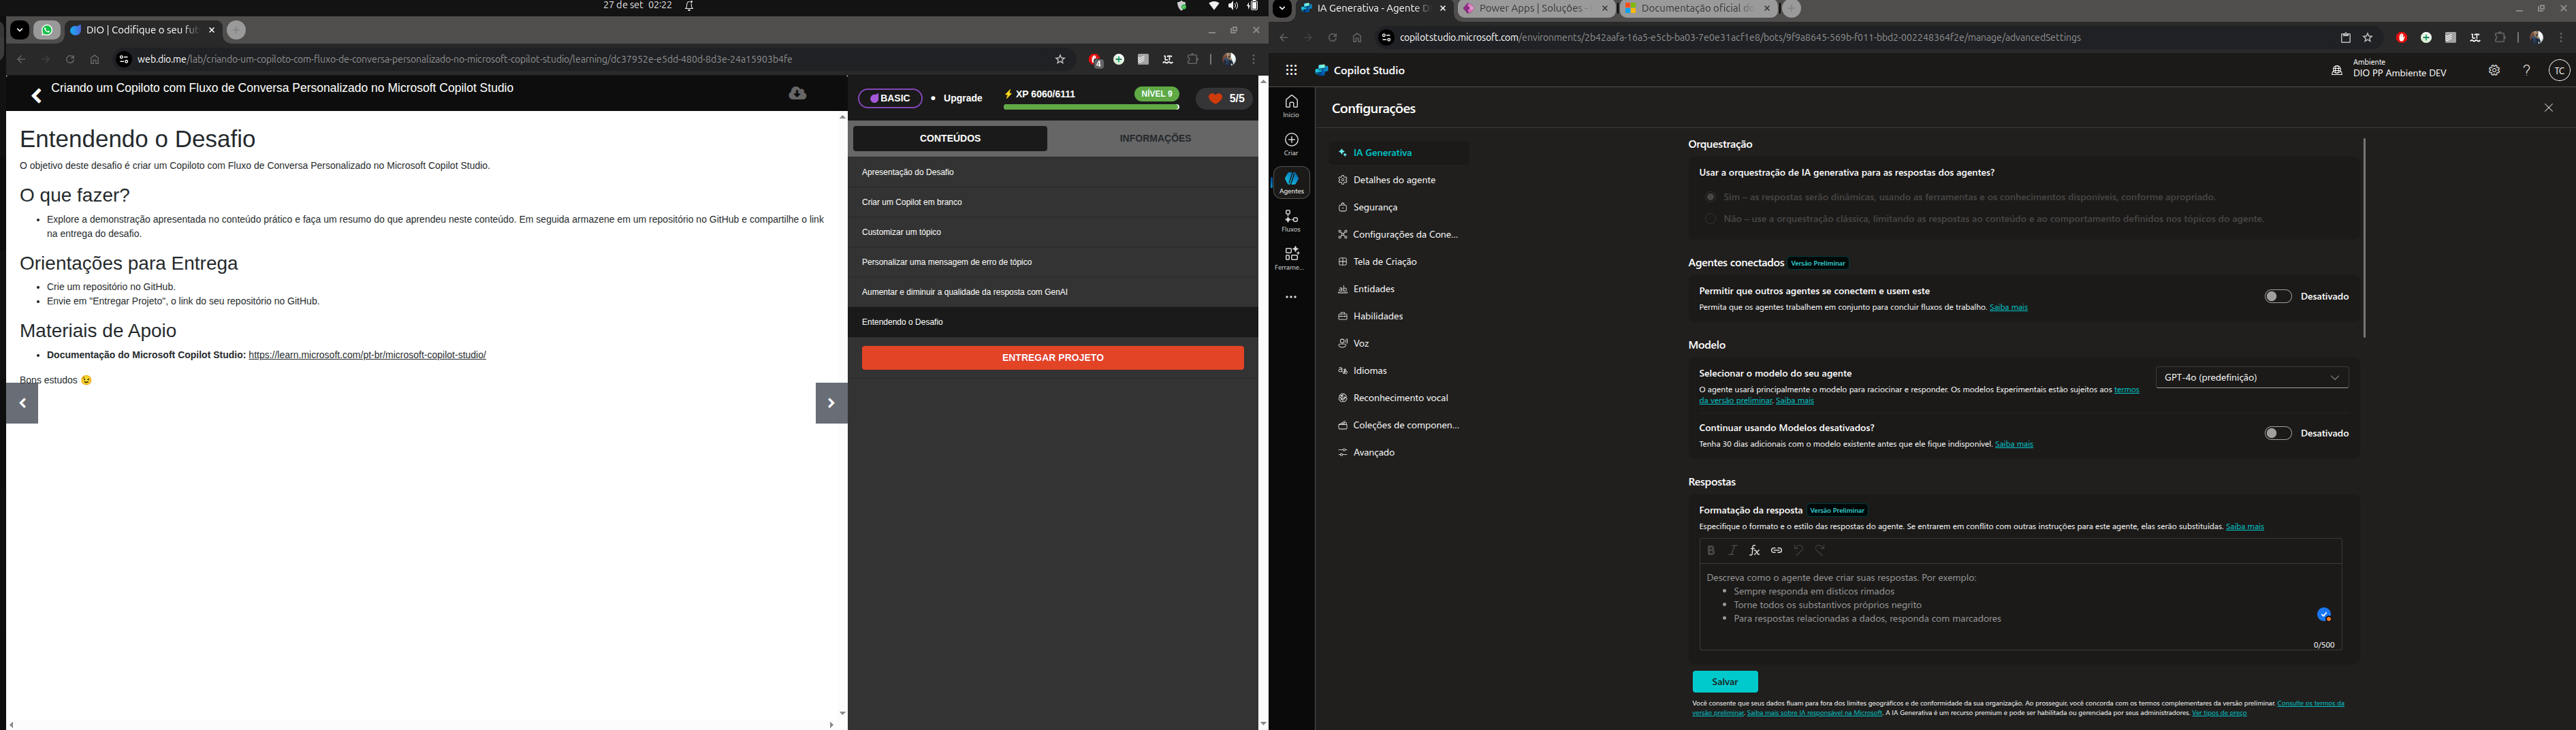 27 de set 02:22
DIO | Codifique o seu fut
web.dio.me/lab/criando-um-copiloto-com-fluxo-de-conversa-personalizado-no-microsoft-copilot-studio/learning/dc37952e-e5dd-480d-8d3e-24a15903b4fe
4
Criando um Copiloto com Fluxo de Conversa Personalizado no Microsoft Copilot Studio
Entendendo o Desafio
O objetivo deste desafio é criar um Copiloto com Fluxo de Conversa Personalizado no Microsoft Copilot Studio.
O que fazer?
• Explore a demonstração apresentada no conteúdo prático e faça um resumo do que aprendeu neste conteúdo. Em seguida armazene em um repositório no GitHub e compartilhe o link
na entrega do desafio.
Orientações para Entrega
• Crie um repositório no GitHub.
• Envie em "Entregar Projeto", o link do seu repositório no GitHub.
Materiais de Apoio
• Documentação do Microsoft Copilot Studio: https://learn.microsoft.com/pt-br/microsoft-copilot-studio/
Bons estudos 😉
BASIC • Upgrade
XP 6060/6111
NÍVEL 9
5/5
CONTEÚDOS
INFORMAÇÕES
Apresentação do Desafio
Criar um Copilot em branco
Customizar um tópico
Personalizar uma mensagem de erro de tópico
Aumentar e diminuir a qualidade da resposta com GenAI
Entendendo o Desafio
ENTREGAR PROJETO
IA Generativa - Agente D
Power Apps | Soluções -
Documentação oficial do
copilotstudio.microsoft.com/environments/2b42aafa-16a5-e5cb-ba03-7e0e31acf1e8/bots/9f9a8645-569b-f011-bbd2-002248364f2e/manage/advancedSettings
Copilot Studio
Ambiente
DIO PP Ambiente DEV
?
TC
Início
Criar
Agentes
Fluxos
Ferrame...
Configurações
IA Generativa
Detalhes do agente
Segurança
Configurações da Cone...
Tela de Criação
Entidades
Habilidades
Voz
Idiomas
Reconhecimento vocal
Coleções de componen...
Avançado
Orquestração
Usar a orquestração de IA generativa para as respostas dos agentes?
Sim – as respostas serão dinâmicas, usando as ferramentas e os conhecimentos disponíveis, conforme apropriado.
Não – use a orquestração clássica, limitando as respostas ao conteúdo e ao comportamento definidos nos tópicos do agente.
Agentes conectados Versão Preliminar
Permitir que outros agentes se conectem e usem este
Permita que os agentes trabalhem em conjunto para concluir fluxos de trabalho. Saiba mais
Desativado
Modelo
Selecionar o modelo do seu agente
O agente usará principalmente o modelo para raciocinar e responder. Os modelos Experimentais estão sujeitos aos termos
da versão preliminar. Saiba mais
GPT-4o (predefinição)
Continuar usando Modelos desativados?
Tenha 30 dias adicionais com o modelo existente antes que ele fique indisponível. Saiba mais
Desativado
Respostas
Formatação da resposta Versão Preliminar
Especifique o formato e o estilo das respostas do agente. Se entrarem em conflito com outras instruções para este agente, elas serão substituídas. Saiba mais
B I fx
Descreva como o agente deve criar suas respostas. Por exemplo:
• Sempre responda em dísticos rimados
• Torne todos os substantivos próprios negrito
• Para respostas relacionadas a dados, responda com marcadores
0/500
Salvar
Você consente que seus dados fluam para fora dos limites geográficos e de conformidade da sua organização. Ao prosseguir, você concorda com os termos complementares da versão preliminar. Consulte os termos da
versão preliminar. Saiba mais sobre IA responsável na Microsoft. A IA Generativa é um recurso premium e pode ser habilitada ou gerenciada por seus administradores. Ver tipos de preço